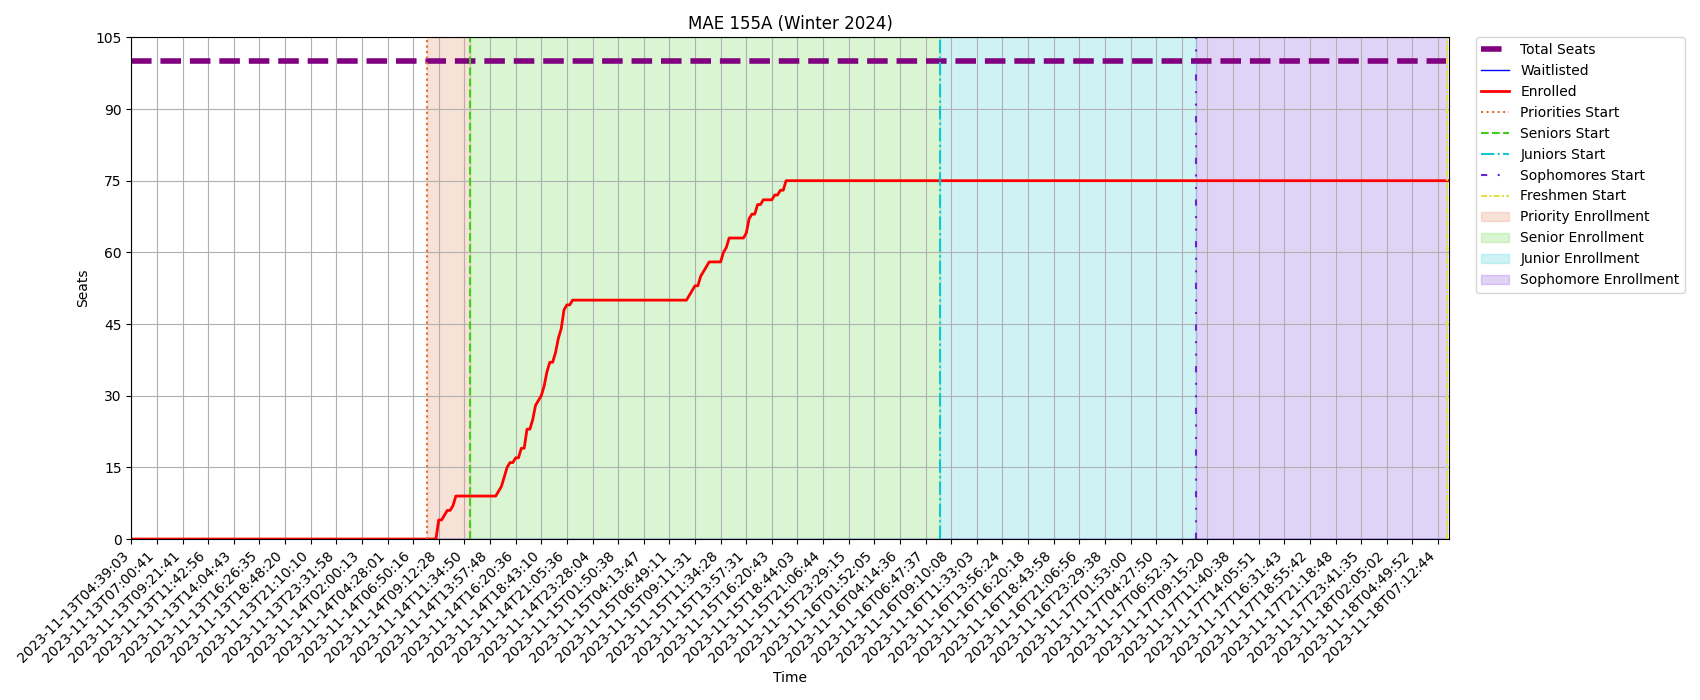 MAE 155A (Winter 2024)
105
90
75
60
45
30
15
0
Seats
2023-11-13T04:39:03
2023-11-13T07:00:41
2023-11-13T09:21:41
2023-11-13T11:42:56
2023-11-13T14:04:43
2023-11-13T16:26:35
2023-11-13T18:48:20
2023-11-13T21:10:10
2023-11-13T23:31:58
2023-11-14T02:00:13
2023-11-14T04:28:01
2023-11-14T06:50:16
2023-11-14T09:12:28
2023-11-14T11:34:50
2023-11-14T13:57:48
2023-11-14T16:20:36
2023-11-14T18:43:10
2023-11-14T21:05:36
2023-11-14T23:28:04
2023-11-15T01:50:38
2023-11-15T04:13:47
2023-11-15T06:49:11
2023-11-15T09:11:31
2023-11-15T11:34:28
2023-11-15T13:57:31
2023-11-15T16:20:43
2023-11-15T18:44:03
2023-11-15T21:06:44
2023-11-15T23:29:15
2023-11-16T01:52:05
2023-11-16T04:14:36
2023-11-16T06:47:37
2023-11-16T09:10:08
2023-11-16T11:33:03
2023-11-16T13:56:24
2023-11-16T16:20:18
2023-11-16T18:43:58
2023-11-16T21:06:56
2023-11-16T23:29:38
2023-11-17T01:53:00
2023-11-17T04:27:50
2023-11-17T06:52:31
2023-11-17T09:15:20
2023-11-17T11:40:38
2023-11-17T14:05:51
2023-11-17T16:31:43
2023-11-17T18:55:42
2023-11-17T21:18:48
2023-11-17T23:41:35
2023-11-18T02:05:02
2023-11-18T04:49:52
2023-11-18T07:12:44
Time
Total Seats
Waitlisted
Enrolled
Priorities Start
Seniors Start
Juniors Start
Sophomores Start
Freshmen Start
Priority Enrollment
Senior Enrollment
Junior Enrollment
Sophomore Enrollment